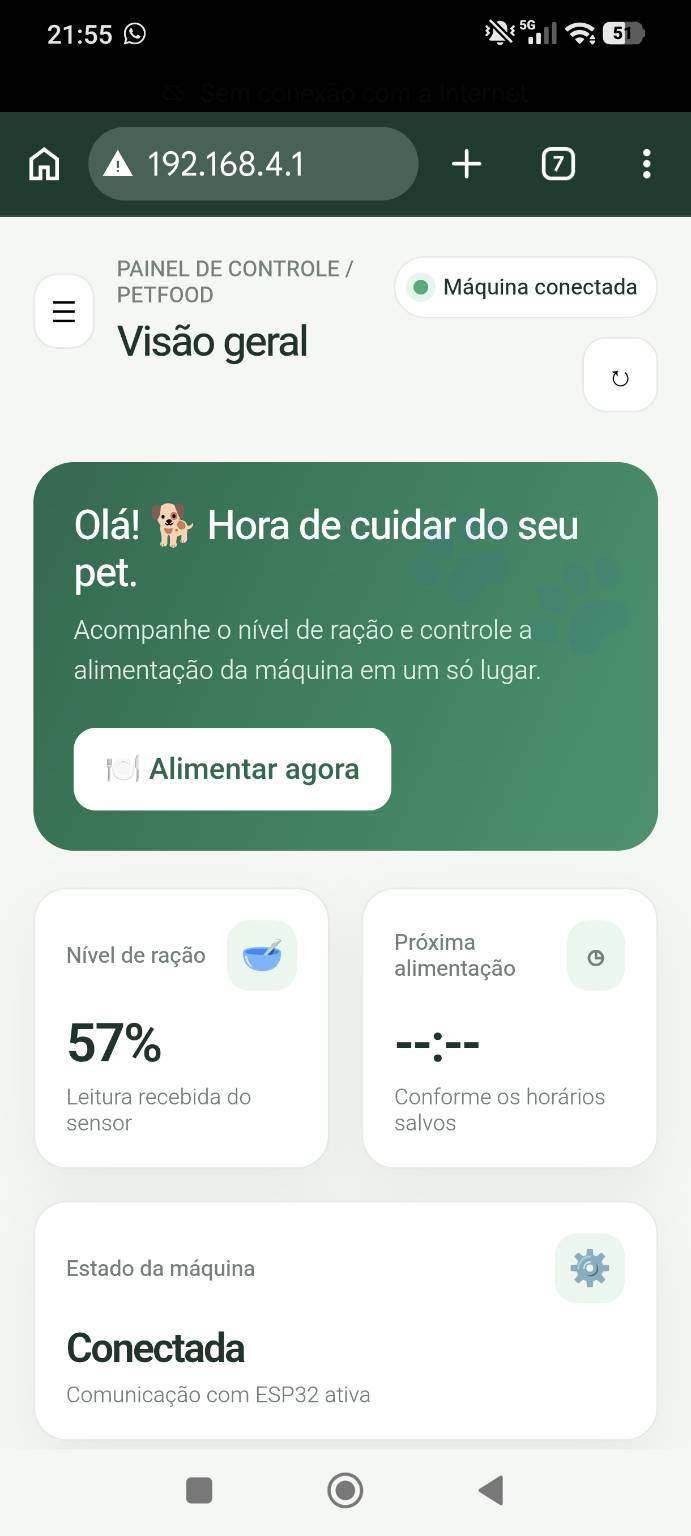 21:55
5G
51
Sem conexão com a Internet
192.168.4.1
7
PAINEL DE CONTROLE /
PETFOOD
Visão geral
Máquina conectada
Olá! 🐕 Hora de cuidar do seu
pet.
Acompanhe o nível de ração e controle a
alimentação da máquina em um só lugar.
🍽️ Alimentar agora
Nível de ração
57%
Leitura recebida do
sensor
Próxima
alimentação
--:--
Conforme os horários
salvos
Estado da máquina
Conectada
Comunicação com ESP32 ativa